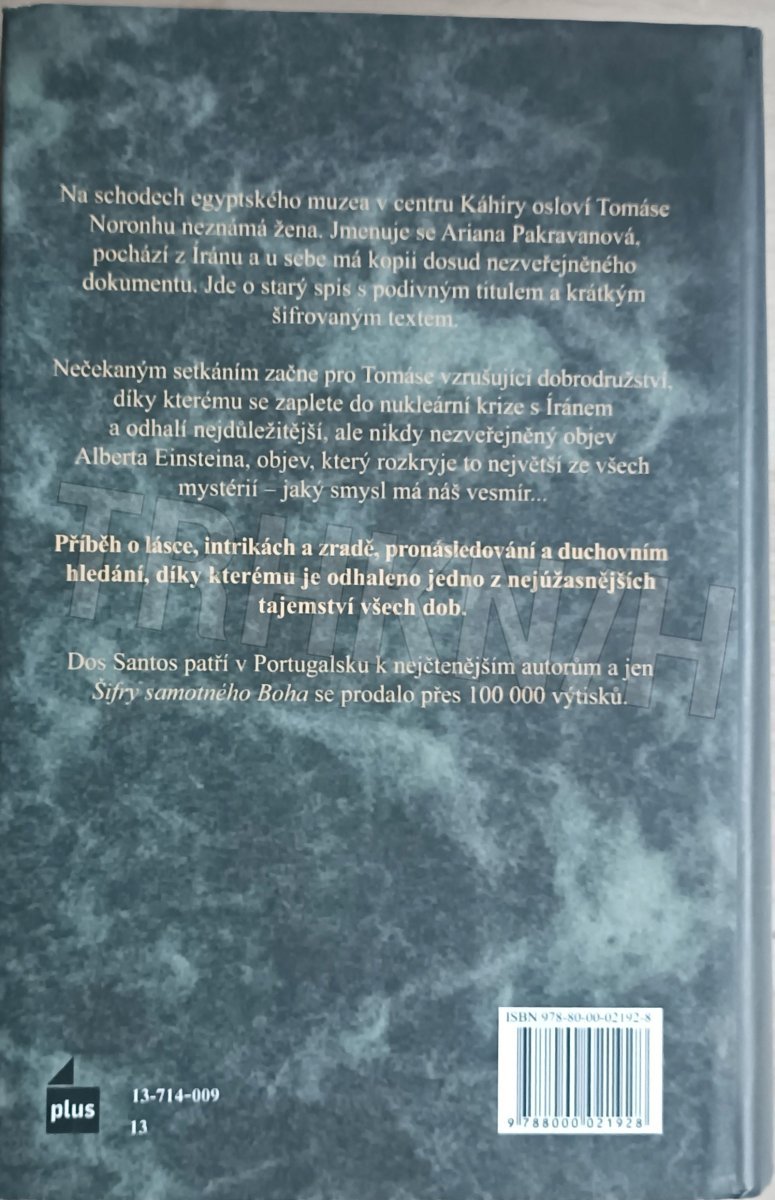 Na schodech egyptského muzea v centru Káhiry osloví Tomáse
Noronhu neznámá žena. Jmenuje se Ariana Pakravanová,
pochází z Íránu a u sebe má kopii dosud nezveřejněného
dokumentu. Jde o starý spis s podivným titulem a krátkým
šifrovaným textem.
Nečekaným setkáním začne pro Tomáse vzrušující dobrodružství,
díky kterému se zaplete do nukleární krize s Íránem
a odhalí nejdůležitější, ale nikdy nezveřejněný objev
Alberta Einsteina, objev, který rozkryje to největší ze všech
mystérií – jaký smysl má náš vesmír...
Příběh o lásce, intrikách a zradě, pronásledování a duchovním
hledání, díky kterému je odhaleno jedno z nejúžasnějších
tajemství všech dob.
Dos Santos patří v Portugalsku k nejčtenějším autorům a jen
Šifry samotného Boha se prodalo přes 100 000 výtisků.
TRHKNIH
ISBN 978-80-00-02192-8
9 788000 021928
plus
13-714-009
13